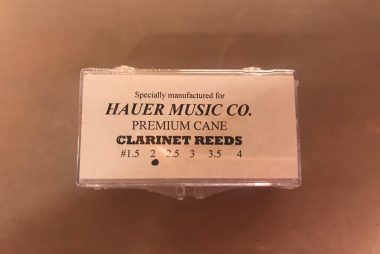 Specially manufactured for
HAUER MUSIC CO.
PREMIUM CANE
CLARINET REEDS
#1.5 2 2.5 3 3.5 4